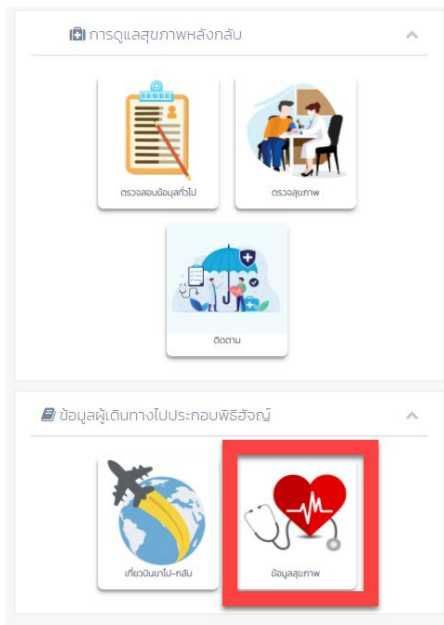 การดูแลสุขภาพหลังกลับ
ตรวจสอบข้อมูลทั่วไป
ตรวจสุขภาพ
ติดตาม
ข้อมูลผู้เดินทางไปประกอบพิธีฮัจญ์
เที่ยวบินขาไป-กลับ
ข้อมูลสุขภาพ